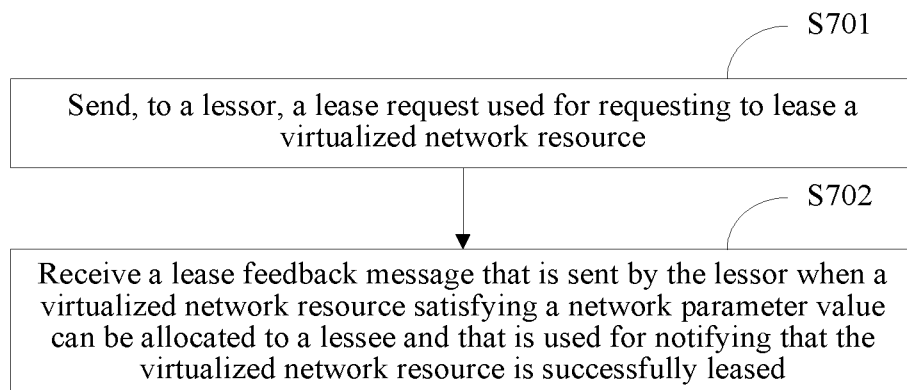 S701
Send, to a lessor, a lease request used for requesting to lease a
virtualized network resource
S702
Receive a lease feedback message that is sent by the lessor when a
virtualized network resource satisfying a network parameter value
can be allocated to a lessee and that is used for notifying that the
virtualized network resource is successfully leased